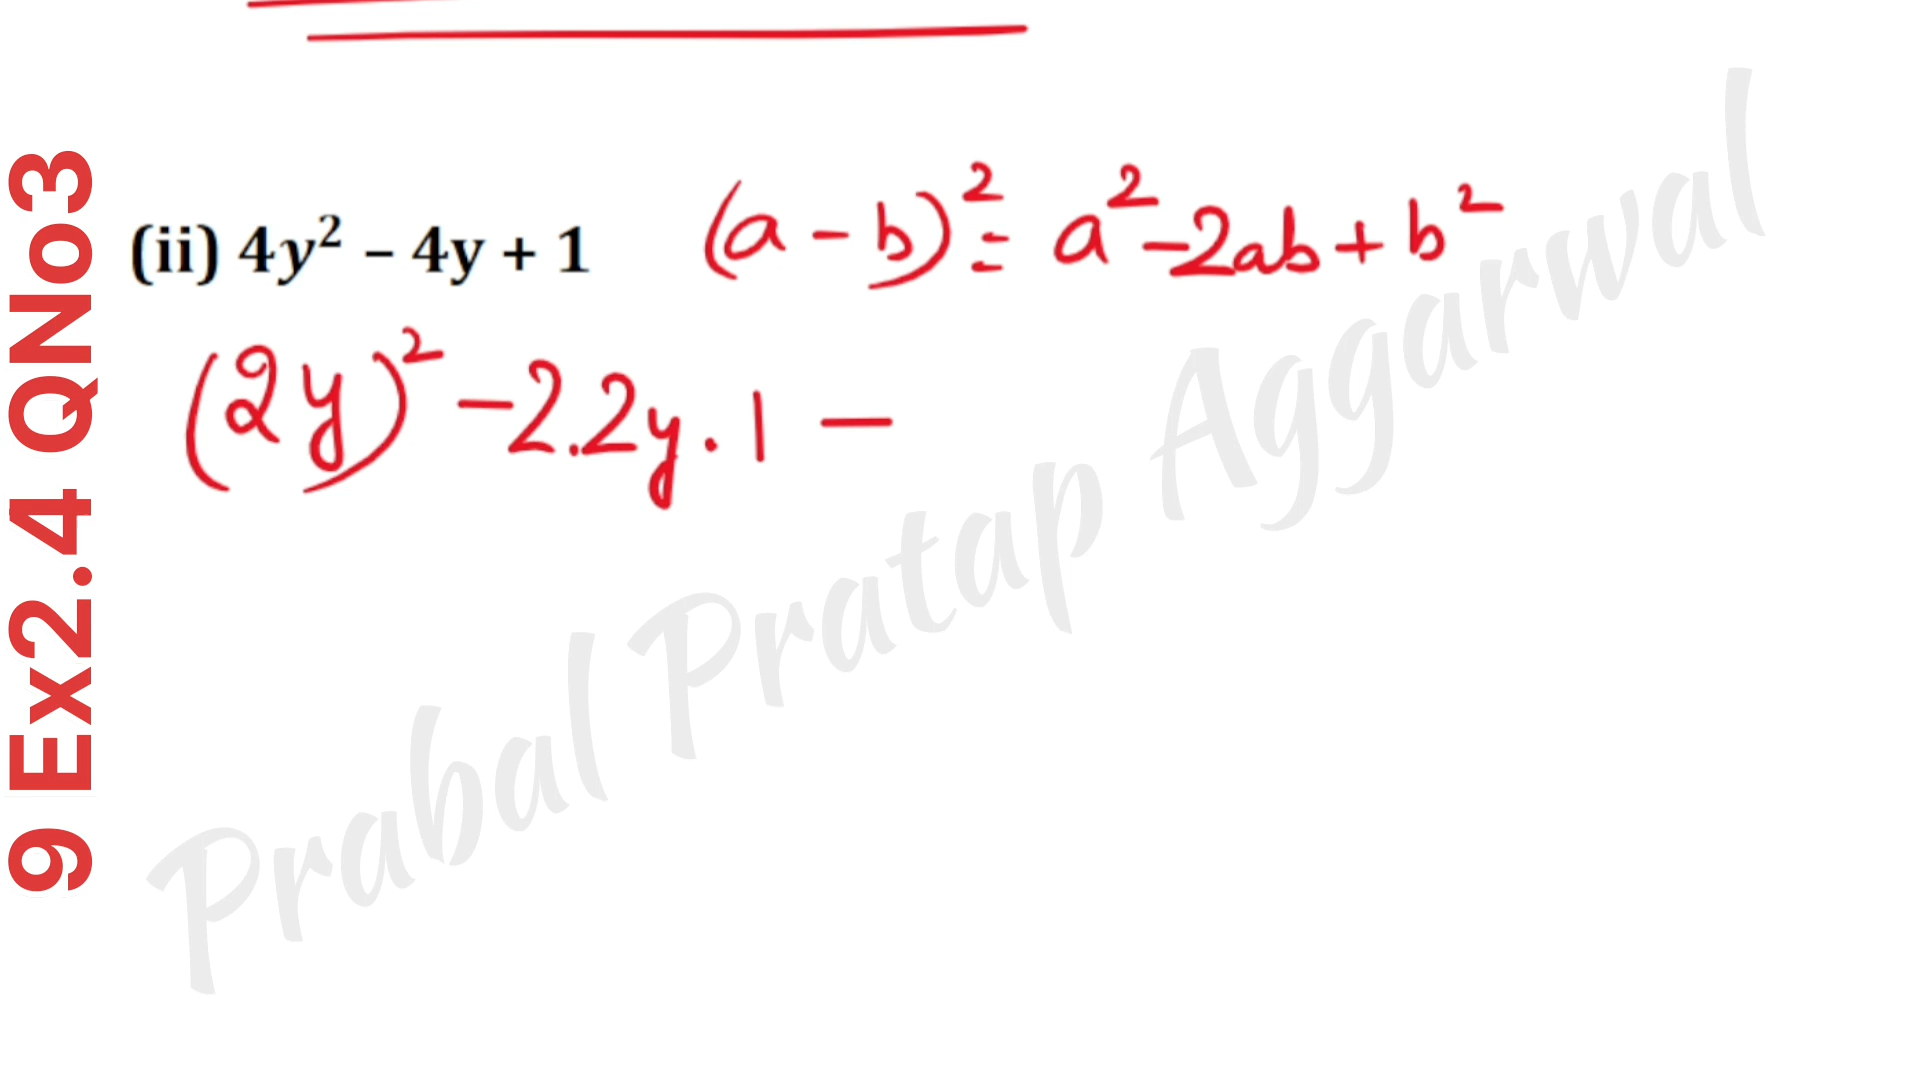 9 Ex2.4 QNo3
(ii) 4y² – 4y + 1 (a - b)² = a² - 2ab + b²
(2y)² - 2.2y.1 –
Prabal Pratap Aggarwal